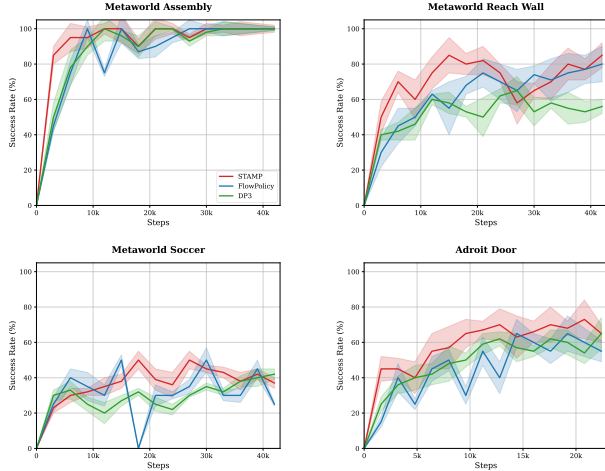 Metaworld Assembly
Success Rate (%)
100
80
60
40
20
0
0
10k
20k
30k
40k
Steps
STAMP
FlowPolicy
DP3
Metaworld Reach Wall
Success Rate (%)
100
80
60
40
20
0
0
10k
20k
30k
40k
Steps
Metaworld Soccer
Success Rate (%)
100
80
60
40
20
0
0
10k
20k
30k
40k
Steps
Adroit Door
Success Rate (%)
100
80
60
40
20
0
0
5k
10k
15k
20k
Steps